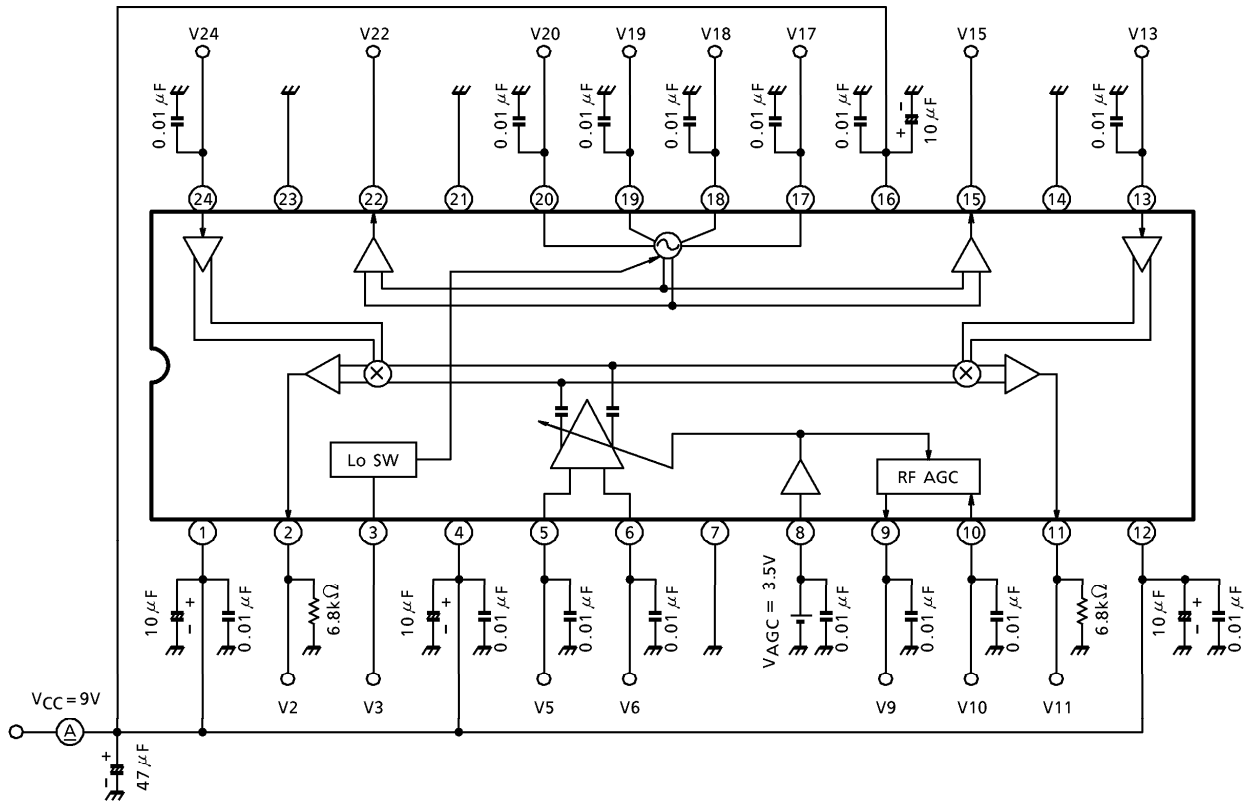 V24 V22 V20 V19 V18 V17 V15 V13
0.01 μF 0.01 μF 0.01 μF 0.01 μF 0.01 μF 0.01 μF + - 10 μF 0.01 μF
24 23 22 21 20 19 18 17 16 15 14 13
Lo SW
RF AGC
1 2 3 4 5 6 7 8 9 10 11 12
10 μF + - 0.01 μF 6.8kΩ 10 μF + - 0.01 μF 0.01 μF 0.01 μF VAGC = 3.5V 0.01 μF 0.01 μF 0.01 μF 6.8kΩ 10 μF + - 0.01 μF
V2 V3 V5 V6 V9 V10 V11
VCC = 9V
A
+ - 47 μF